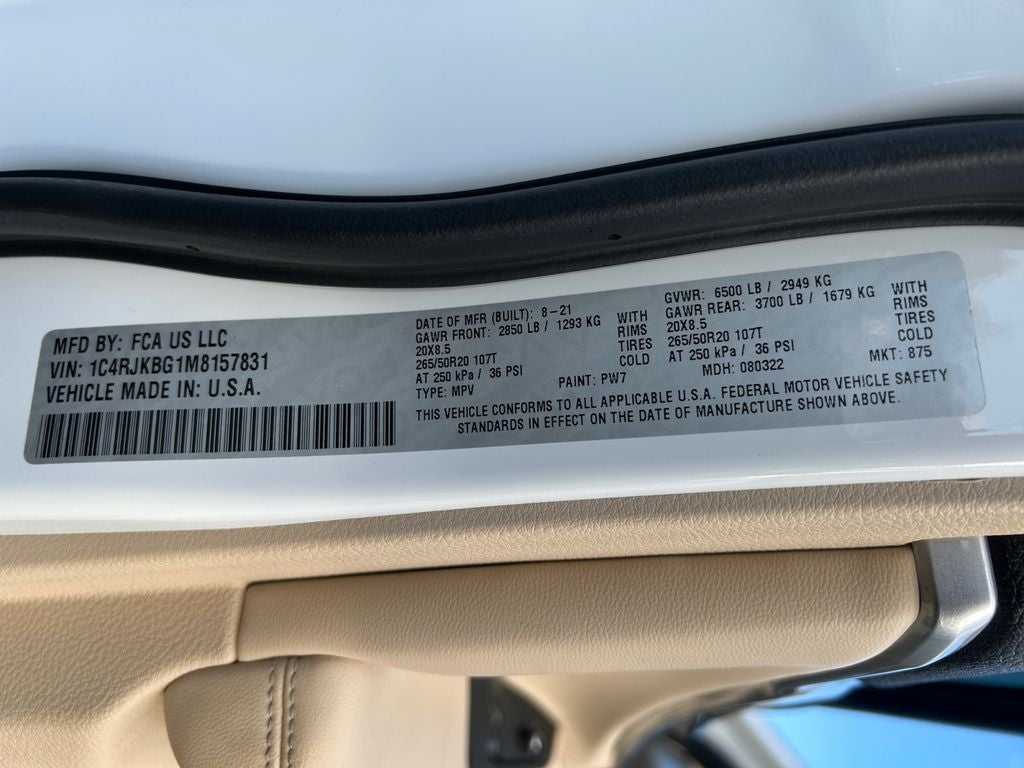 MFD BY: FCA US LLC
VIN: 1C4RJKBG1M8157831
VEHICLE MADE IN: U.S.A.
DATE OF MFR (BUILT): 8-21
GAWR FRONT: 2850 LB / 1293 KG WITH
20X8.5 RIMS
265/50R20 107T TIRES
AT 250 kPa / 36 PSI COLD
TYPE: MPV PAINT: PW7
GVWR: 6500 LB / 2949 KG
GAWR REAR: 3700 LB / 1679 KG WITH
20X8.5 RIMS
265/50R20 107T TIRES
AT 250 kPa / 36 PSI COLD
MDH: 080322 MKT: 875
THIS VEHICLE CONFORMS TO ALL APPLICABLE U.S.A. FEDERAL MOTOR VEHICLE SAFETY
STANDARDS IN EFFECT ON THE DATE OF MANUFACTURE SHOWN ABOVE.